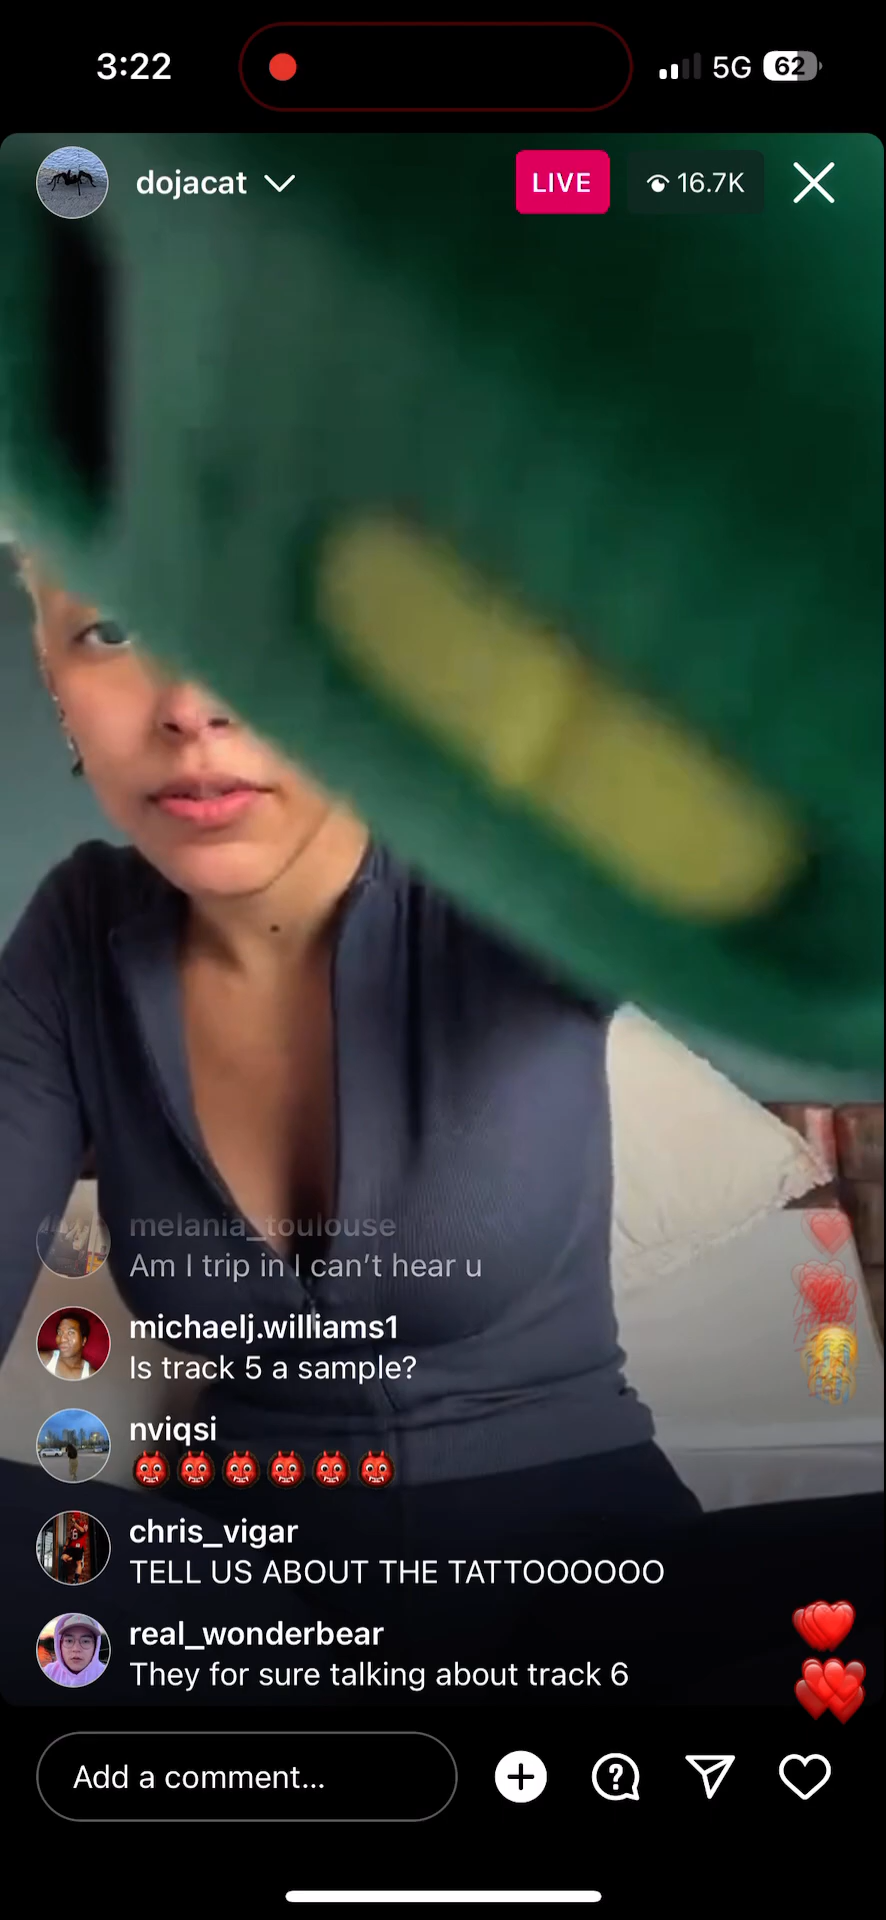 3:22
5G
62
dojacat
LIVE
16.7K
melania_toulouse
Am I trip in I can’t hear u
michaelj.williams1
Is track 5 a sample?
nviqsi
👹👹👹👹👹👹
chris_vigar
TELL US ABOUT THE TATTOOOOOO
real_wonderbear
They for sure talking about track 6
Add a comment...